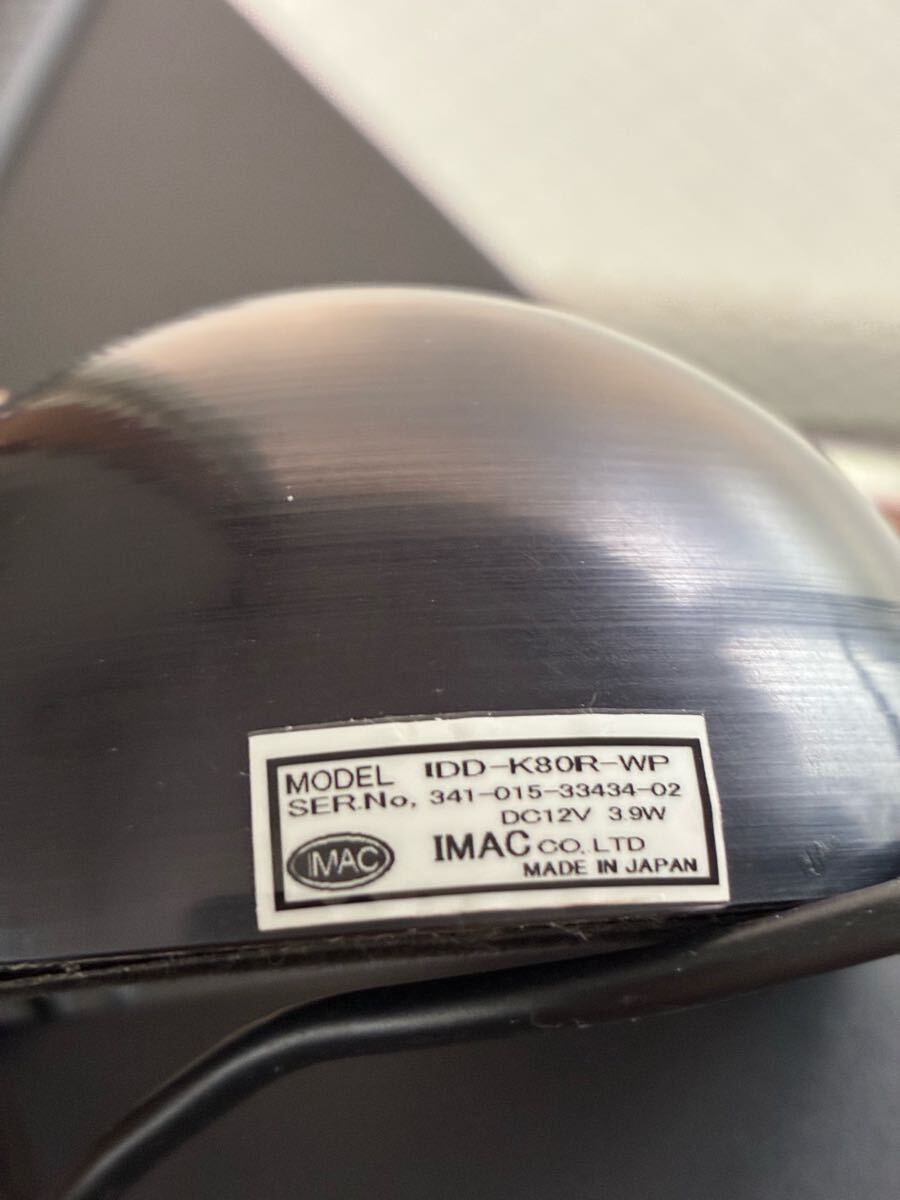 MODEL IDD-K80R-WP
SER.No, 341-015-33434-02
DC12V 3.9W
IMAC IMAC CO.LTD
MADE IN JAPAN